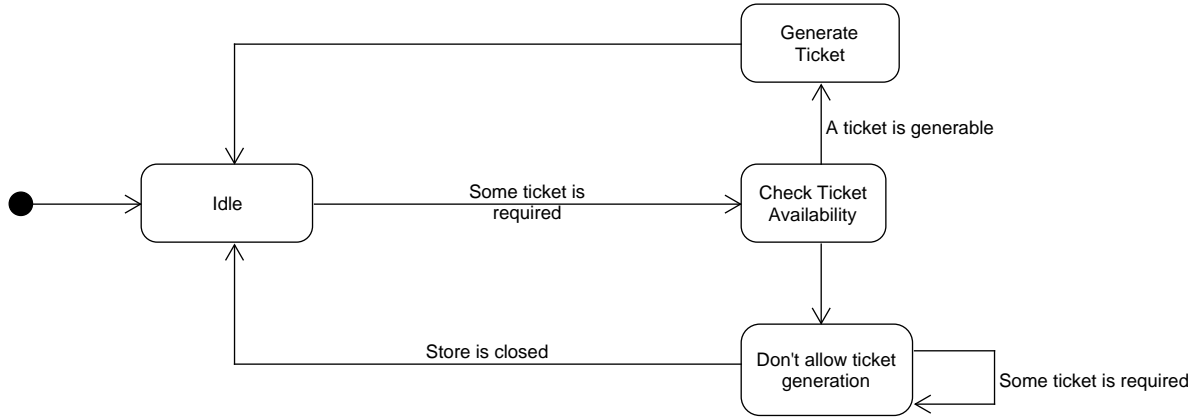 Generate
Ticket
A ticket is generable
Idle
Some ticket is
required
Check Ticket
Availability
Store is closed
Don't allow ticket
generation
Some ticket is required